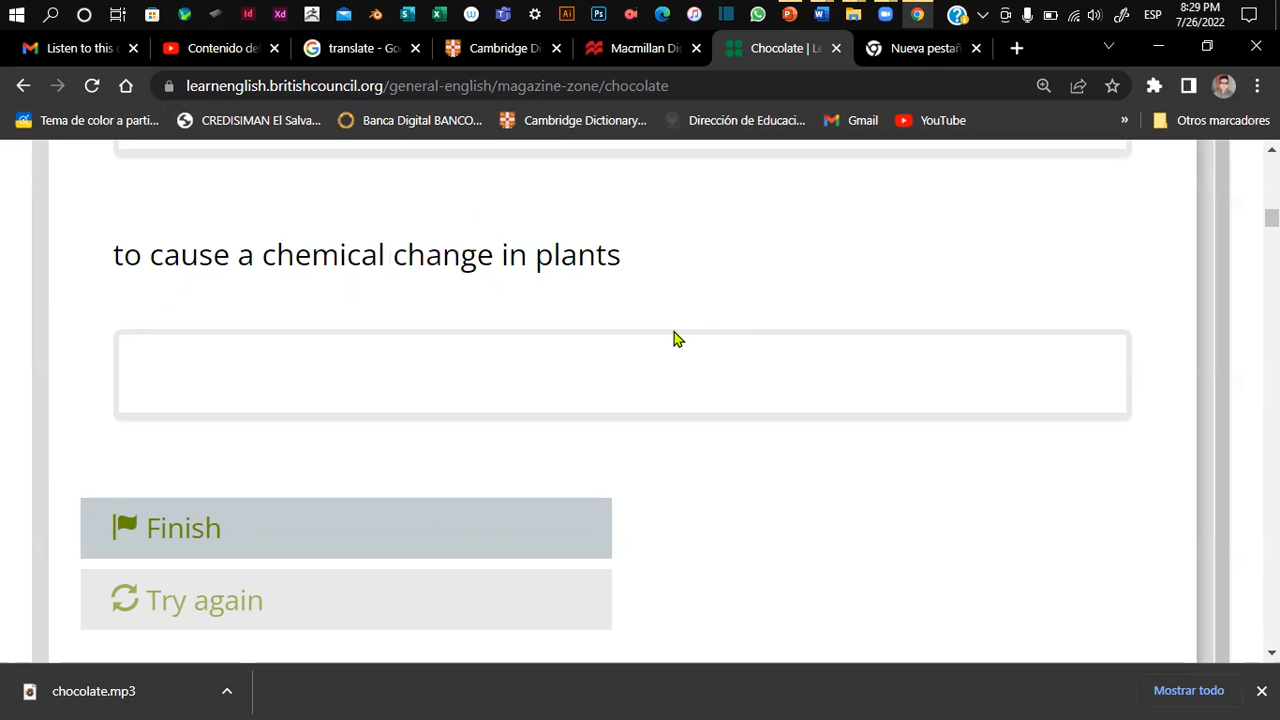 8:29 PM
ESP
7/26/2022
Listen to this
Contenido de
translate - Go
Cambridge Di
Macmillan Dic
Chocolate | Le
Nueva pestañ
learnenglish.britishcouncil.org/general-english/magazine-zone/chocolate
Tema de color a parti...
CREDISIMAN El Salva...
Banca Digital BANCO...
Cambridge Dictionary...
Dirección de Educaci...
Gmail
YouTube
»
Otros marcadores
to cause a chemical change in plants
Finish
Try again
chocolate.mp3
Mostrar todo